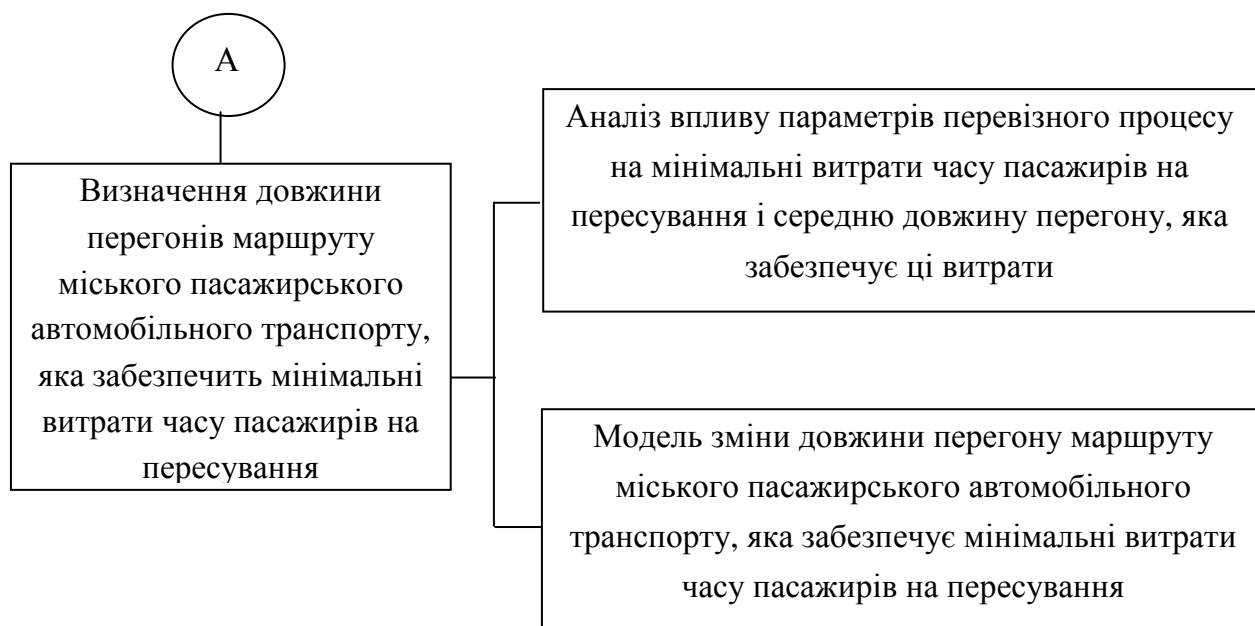 А
Визначення довжини
перегонів маршруту
міського пасажирського
автомобільного транспорту,
яка забезпечить мінімальні
витрати часу пасажирів на
пересування
Аналіз впливу параметрів перевізного процесу
на мінімальні витрати часу пасажирів на
пересування і середню довжину перегону, яка
забезпечує ці витрати
Модель зміни довжини перегону маршруту
міського пасажирського автомобільного
транспорту, яка забезпечує мінімальні витрати
часу пасажирів на пересування